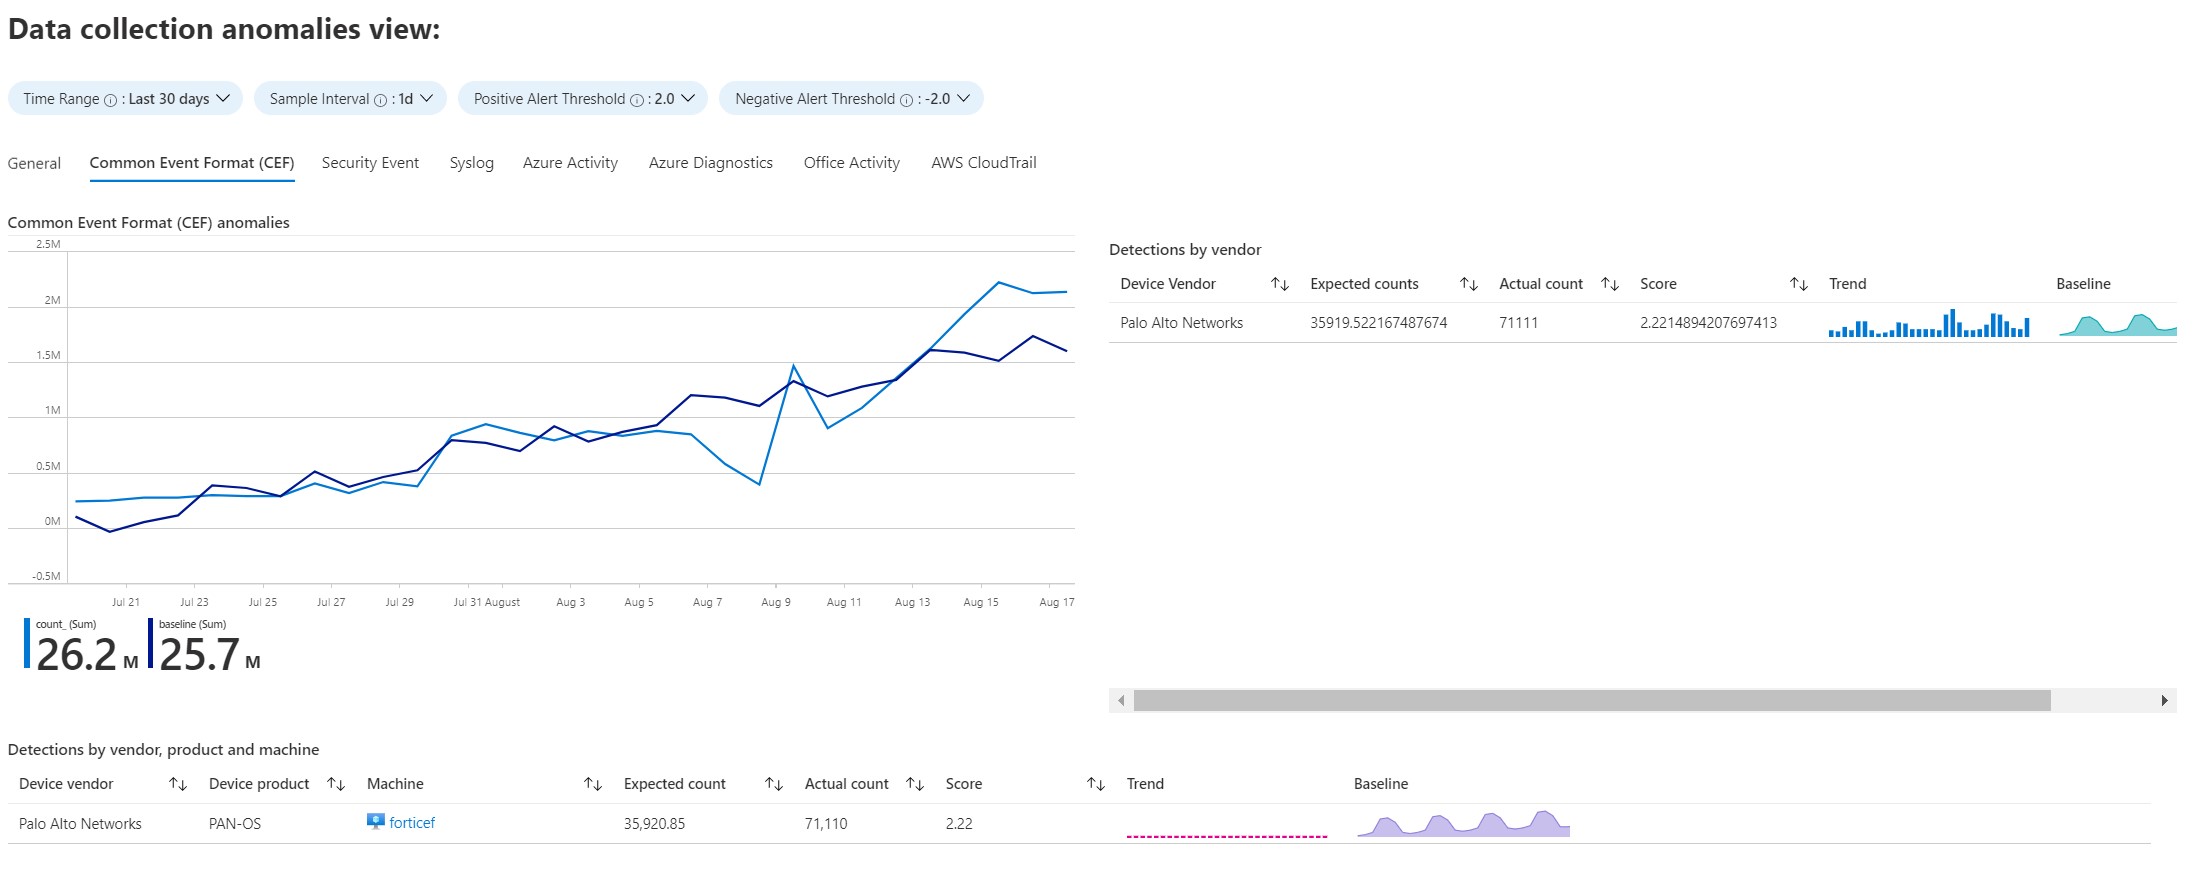 Data collection anomalies view:
Time Range : Last 30 days Sample Interval : 1d Positive Alert Threshold : 2.0 Negative Alert Threshold : -2.0
General Common Event Format (CEF) Security Event Syslog Azure Activity Azure Diagnostics Office Activity AWS CloudTrail
Common Event Format (CEF) anomalies
2.5M
2M
1.5M
1M
0.5M
0M
-0.5M
Jul 21 Jul 23 Jul 25 Jul 27 Jul 29 Jul 31 August Aug 3 Aug 5 Aug 7 Aug 9 Aug 11 Aug 13 Aug 15 Aug 17
count_ (Sum) baseline (Sum)
26.2 M 25.7 M
Detections by vendor
Device Vendor Expected counts Actual count Score Trend Baseline
Palo Alto Networks 35919.522167487674 71111 2.2214894207697413
Detections by vendor, product and machine
Device vendor Device product Machine Expected count Actual count Score Trend Baseline
Palo Alto Networks PAN-OS forticef 35,920.85 71,110 2.22